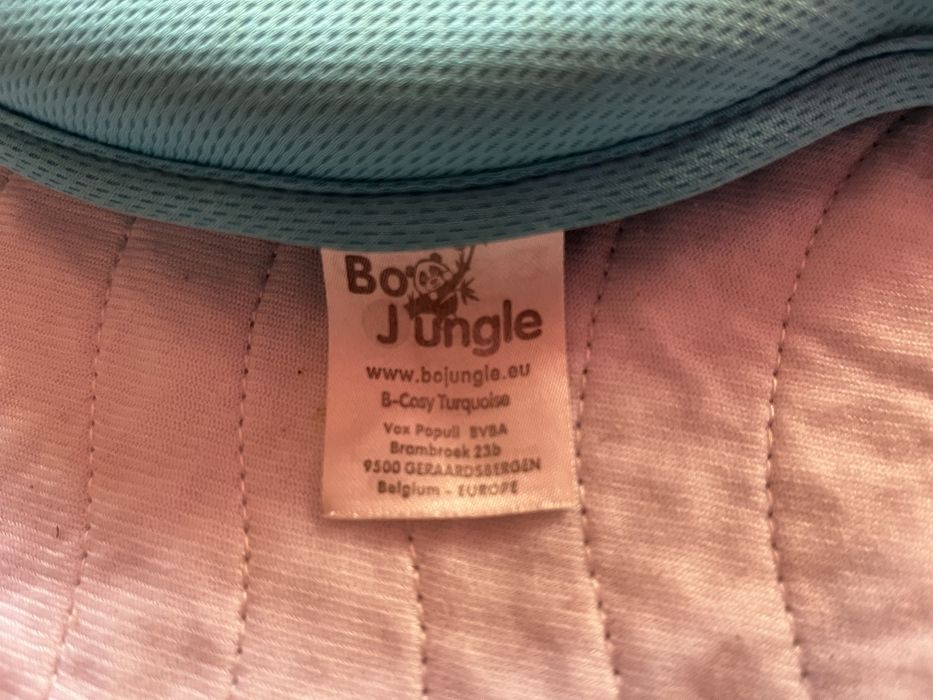 Bo
Jungle
www.bojungle.eu
B-Cosy Turquoise
Vox Populi BVBA
Brambroek 23b
9500 GERAARDSBERGEN
Belgium - EUROPE